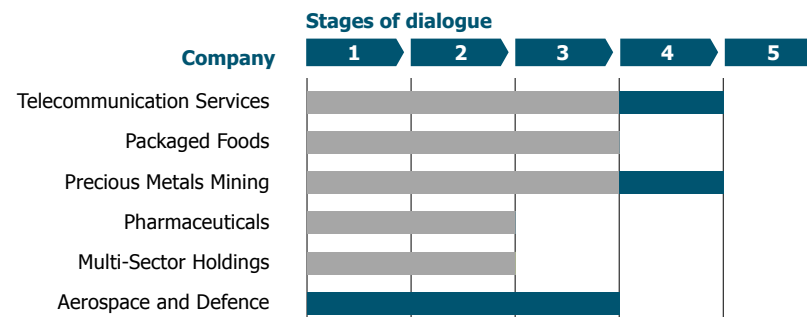 Stages of dialogue
Company 1 2 3 4 5
Telecommunication Services
Packaged Foods
Precious Metals Mining
Pharmaceuticals
Multi-Sector Holdings
Aerospace and Defence